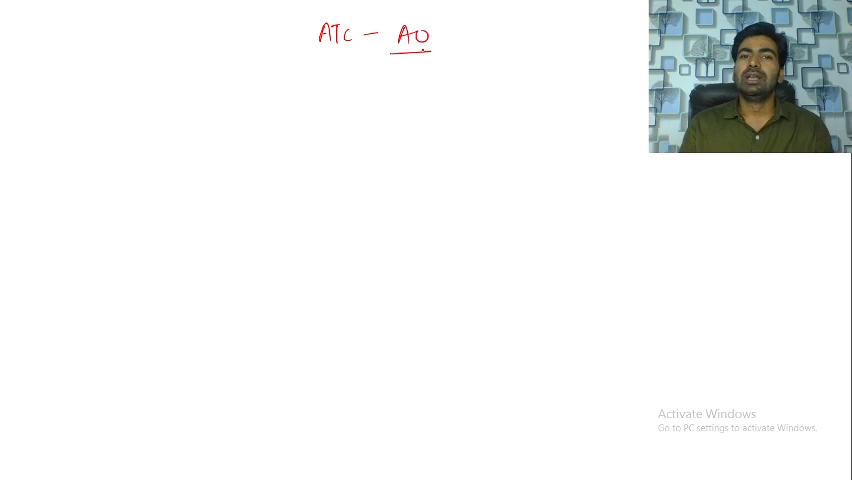 ATC - AO
Activate Windows
Go to PC settings to activate Windows.